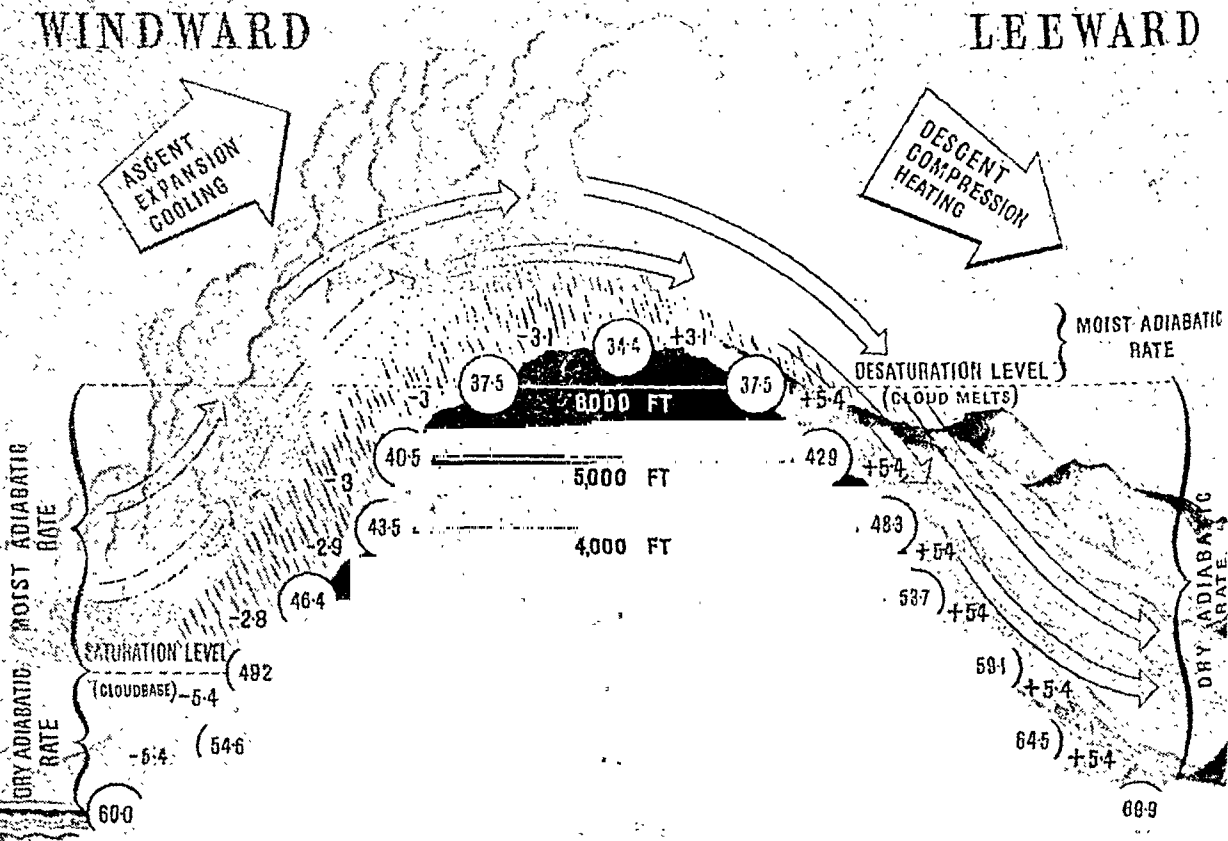 WINDWARD
LEEWARD
ASCENT
EXPANSION
COOLING
DESCENT
COMPRESSION
HEATING
MOIST ADIABATIC
RATE
DESATURATION LEVEL
(CLOUD MELTS)
-3.1
34.4
+3.1
37.5
37.5
-3
6,000 FT
+5.4
40.5
5,000 FT
42.9
+5.4
-3
43.5
4,000 FT
48.3
-2.9
+5.4
46.4
53.7
-2.8
+5.4
SATURATION LEVEL
49.2
59.1
(CLOUDBASE)
-5.4
+5.4
54.6
64.5
-5.4
+5.4
60.0
MOIST ADIABATIC
RATE
DRY ADIABATIC
RATE
DRY ADIABATIC
RATE